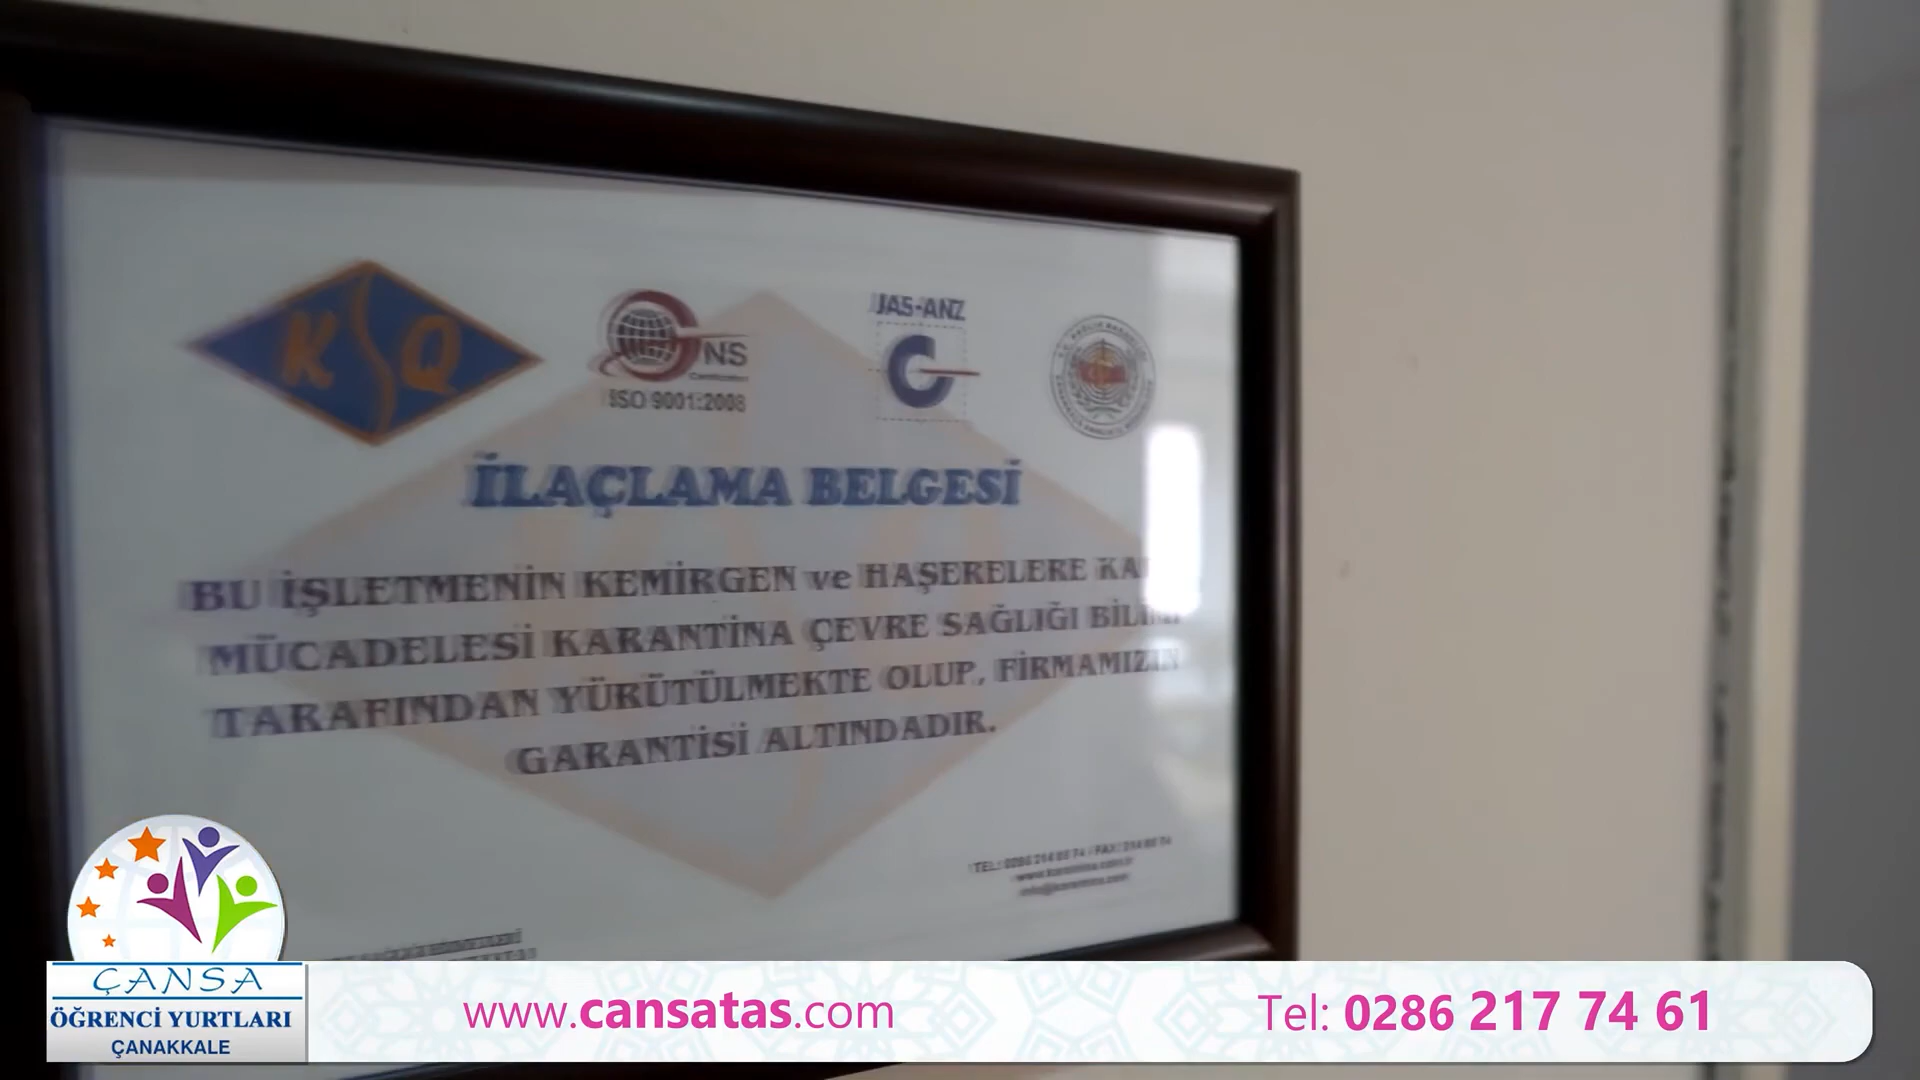 K S Q
NS
ISO 9001:2008
JAS-ANZ
İLAÇLAMA BELGESİ
BU İŞLETMENİN KEMİRGEN ve HAŞERELERE
MÜCADELESİ KARANTİNA ÇEVRE SAĞLIĞI
TARAFINDAN YÜRÜTÜLMEKTE OLUP, FİRMAMIZIN
GARANTİSİ ALTINDADIR.
ÇANSA
ÖĞRENCİ YURTLARI
ÇANAKKALE
www.cansatas.com
Tel: 0286 217 74 61